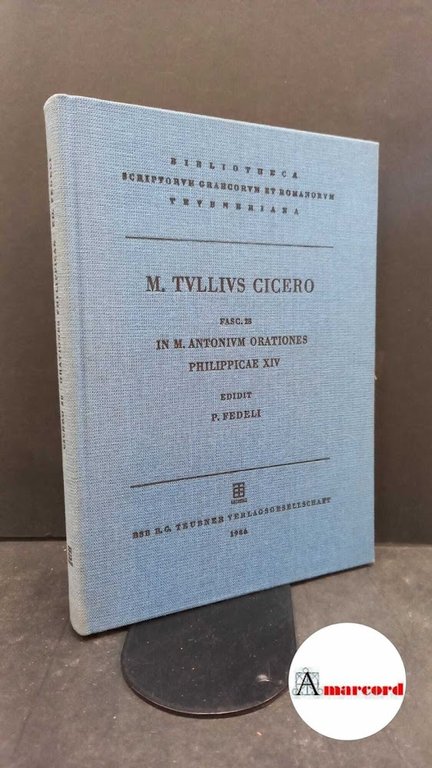 BIBLIOTHECA
SCRIPTORVM GRAECORVM ET ROMANORVM
TEVBNERIANA
M. TVLLIVS CICERO
FASC. 28
IN M. ANTONIVM ORATIONES
PHILIPPICAE XIV
EDIDIT
P. FEDELI
BSB B.G. TEUBNER VERLAGSGESELLSCHAFT
1986
Amarcord